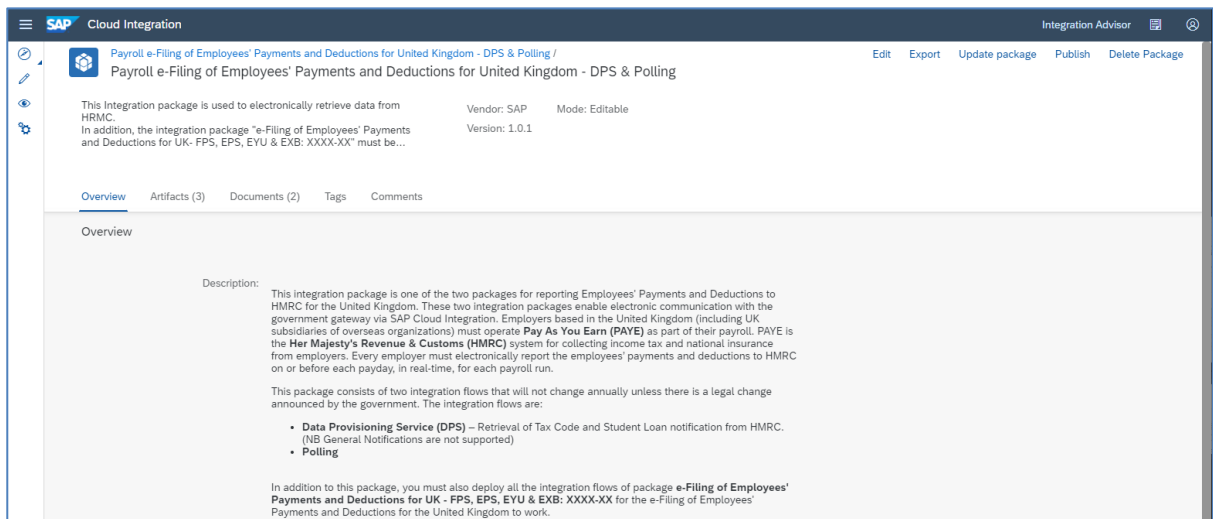 SAP Cloud Integration
Integration Advisor
Payroll e-Filing of Employees' Payments and Deductions for United Kingdom - DPS & Polling /
Payroll e-Filing of Employees' Payments and Deductions for United Kingdom - DPS & Polling
Edit Export Update package Publish Delete Package
This Integration package is used to electronically retrieve data from
HRMC.
In addition, the integration package "e-Filing of Employees' Payments
and Deductions for UK- FPS, EPS, EYU & EXB: XXXX-XX" must be...
Vendor: SAP Mode: Editable
Version: 1.0.1
Overview Artifacts (3) Documents (2) Tags Comments
Overview
Description:
This integration package is one of the two packages for reporting Employees' Payments and Deductions to
HMRC for the United Kingdom. These two integration packages enable electronic communication with the
government gateway via SAP Cloud Integration. Employers based in the United Kingdom (including UK
subsidiaries of overseas organizations) must operate Pay As You Earn (PAYE) as part of their payroll. PAYE is
the Her Majesty's Revenue & Customs (HMRC) system for collecting income tax and national insurance
from employers. Every employer must electronically report the employees' payments and deductions to HMRC
on or before each payday, in real-time, for each payroll run.
This package consists of two integration flows that will not change annually unless there is a legal change
announced by the government. The integration flows are:
• Data Provisioning Service (DPS) – Retrieval of Tax Code and Student Loan notification from HMRC.
(NB General Notifications are not supported)
• Polling
In addition to this package, you must also deploy all the integration flows of package e-Filing of Employees'
Payments and Deductions for UK - FPS, EPS, EYU & EXB: XXXX-XX for the e-Filing of Employees'
Payments and Deductions for the United Kingdom to work.